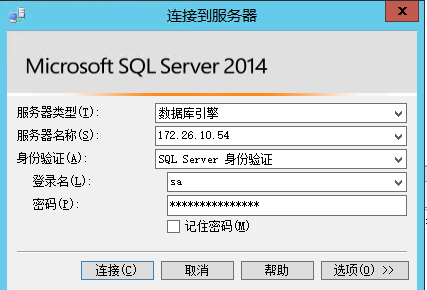 连接到服务器
Microsoft SQL Server 2014
服务器类型(T): 数据库引擎
服务器名称(S): 172.26.10.54
身份验证(A): SQL Server 身份验证
登录名(L): sa
密码(P): ***************
记住密码(M)
连接(C) 取消 帮助 选项(O) >>